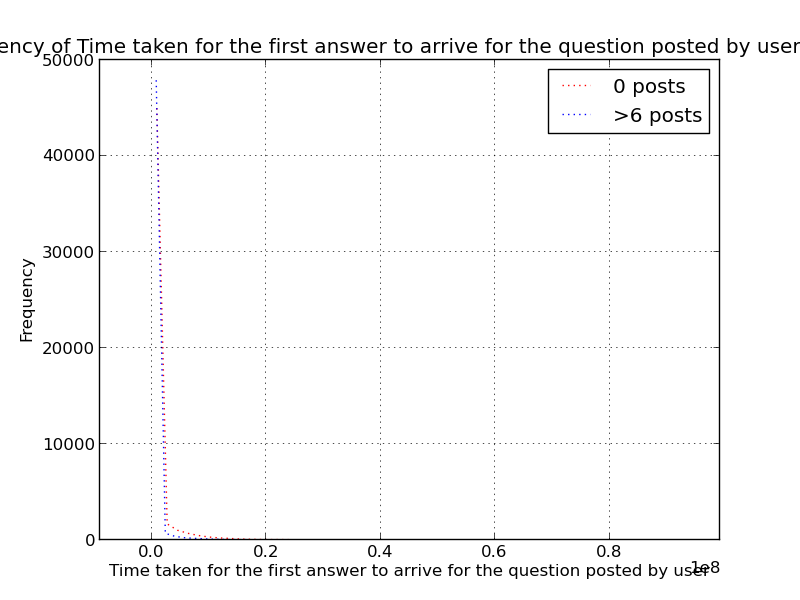 ency of Time taken for the first answer to arrive for the question posted by user
50000
40000
30000
20000
10000
0
Frequency
0 posts
>6 posts
0.0 0.2 0.4 0.6 0.8
1e8
Time taken for the first answer to arrive for the question posted by user